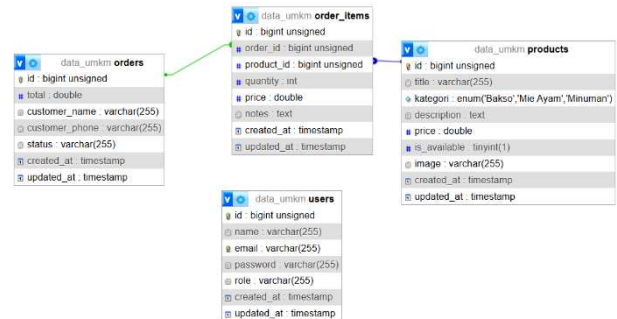 data_umkm orders
id : bigint unsigned
total : double
customer_name : varchar(255)
customer_phone : varchar(255)
status : varchar(255)
created_at : timestamp
updated_at : timestamp
data_umkm order_items
id : bigint unsigned
order_id : bigint unsigned
product_id : bigint unsigned
quantity : int
price : double
notes : text
created_at : timestamp
updated_at : timestamp
data_umkm products
id : bigint unsigned
title : varchar(255)
kategori : enum('Bakso','Mie Ayam','Minuman')
description : text
price : double
is_available : tinyint(1)
image : varchar(255)
created_at : timestamp
updated_at : timestamp
data_umkm users
id : bigint unsigned
name : varchar(255)
email : varchar(255)
password : varchar(255)
role : varchar(255)
created_at : timestamp
updated_at : timestamp